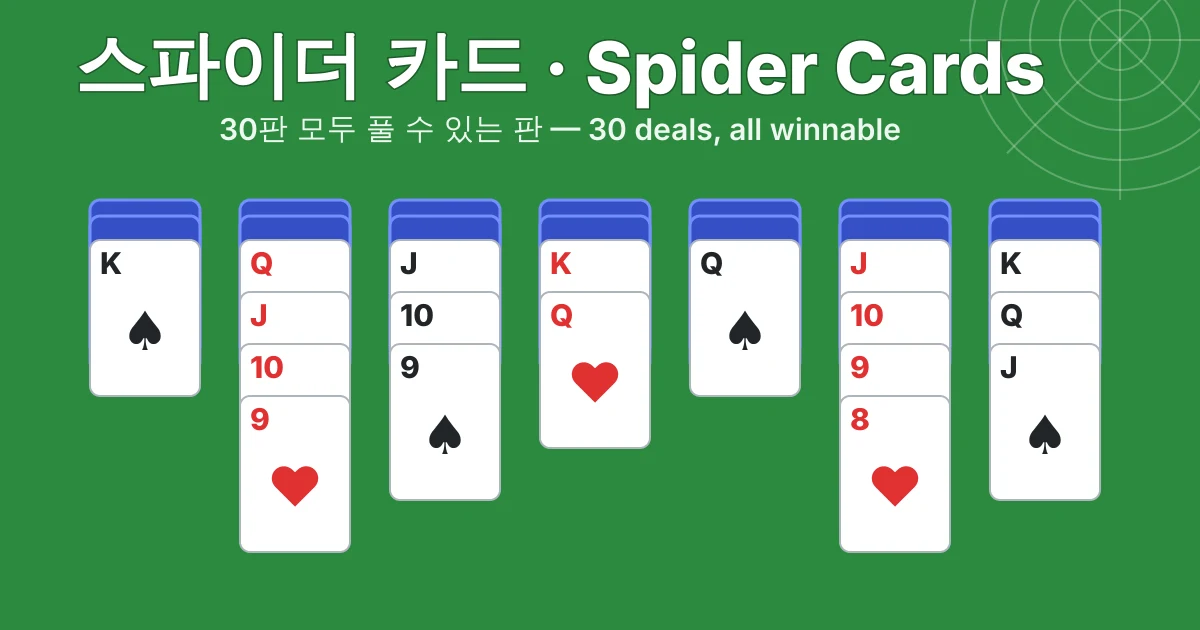 스파이더 카드 · Spider Cards
30판 모두 풀 수 있는 판 — 30 deals, all winnable
K Q J K Q J K
J 10 Q 10 Q
10 9 9 J
9 8